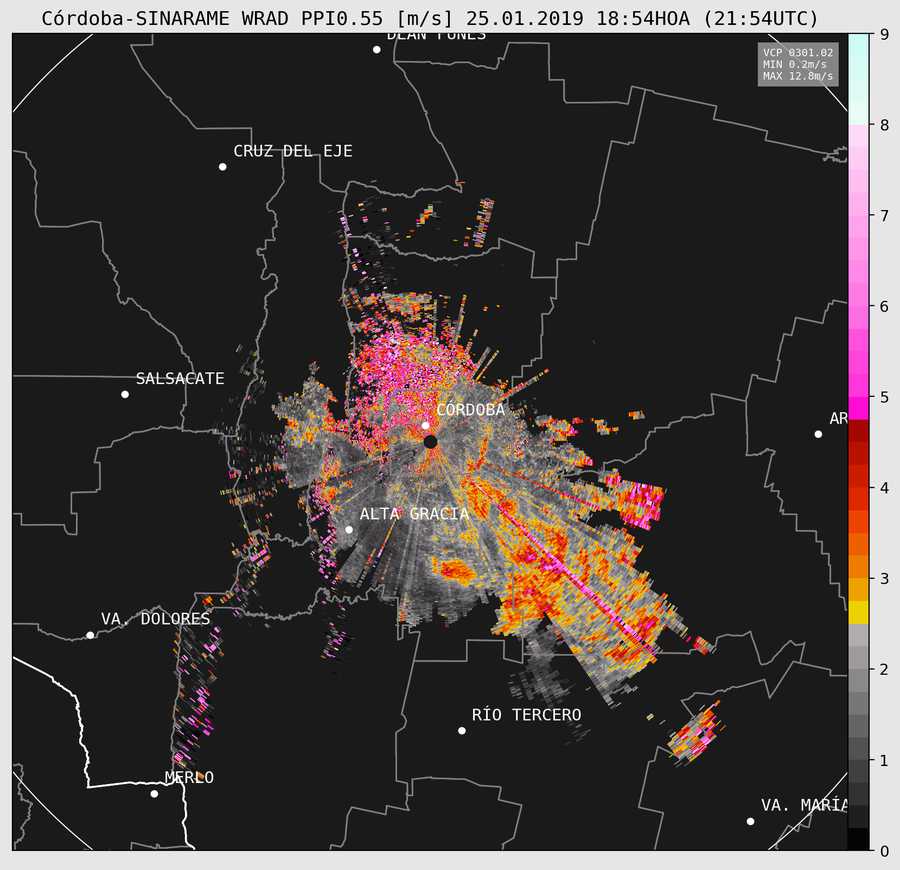 Córdoba-SINARAME WRAD PPI0.55 [m/s] 25.01.2019 18:54HOA (21:54UTC)
DEAN FUNES
VCP 0301.02
MIN 0.2m/s
MAX 12.8m/s
9
8
CRUZ DEL EJE
7
6
SALSACATE
5
CORDOBA
AR
4
ALTA GRACIA
3
VA. DOLORES
2
RÍO TERCERO
1
MERLO
VA. MARÍA
0